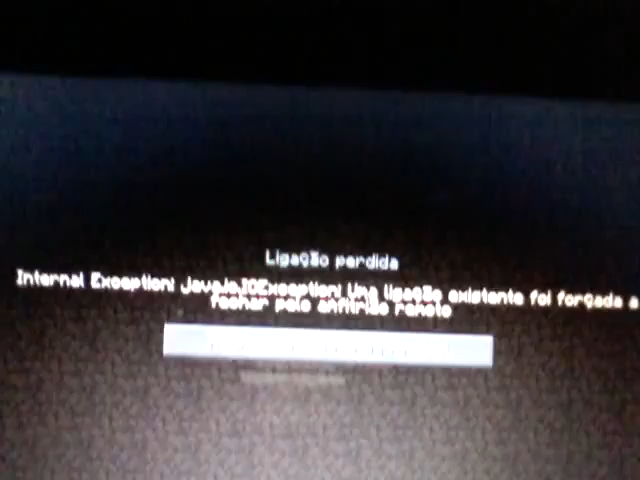 Ligação perdida
Internal Exception: java.io.IOException: Uma ligação existente foi forçada a
fechar pelo anfitrião remoto